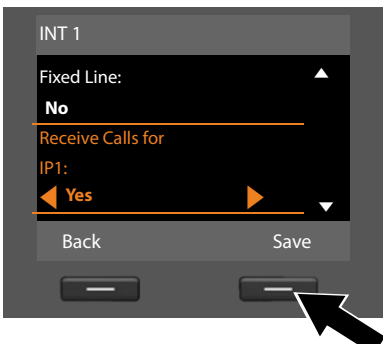 INT 1
Fixed Line:
No
Receive Calls for
IP1:
Yes
Back Save